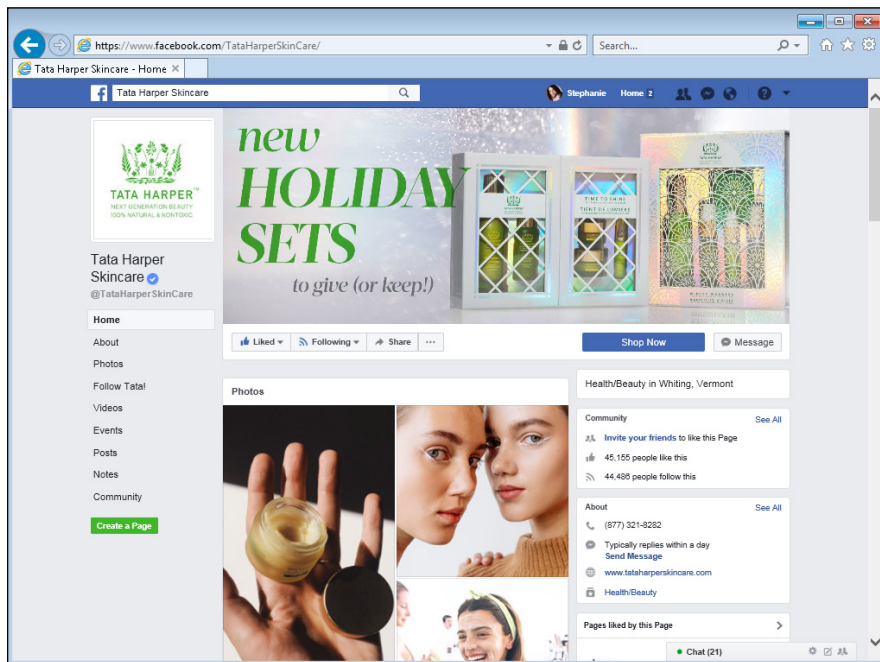 https://www.facebook.com/TataHarperSkinCare/
Search...
Tata Harper Skincare - Home
Tata Harper Skincare
Stephanie
Home 2
TATA HARPER™
NEXT GENERATION BEAUTY
100% NATURAL & NONTOXIC
new
HOLIDAY
SETS
to give (or keep!)
TIME TO SHINE
Tata Harper
Skincare
@TataHarperSkinCare
Home
About
Photos
Follow Tata!
Videos
Events
Posts
Notes
Community
Create a Page
Liked
Following
Share
Shop Now
Message
Photos
Health/Beauty in Whiting, Vermont
Community
See All
Invite your friends to like this Page
45,155 people like this
44,486 people follow this
About
See All
(877) 321-8282
Typically replies within a day
Send Message
www.tataharperskincare.com
Health/Beauty
Pages liked by this Page
Chat (21)